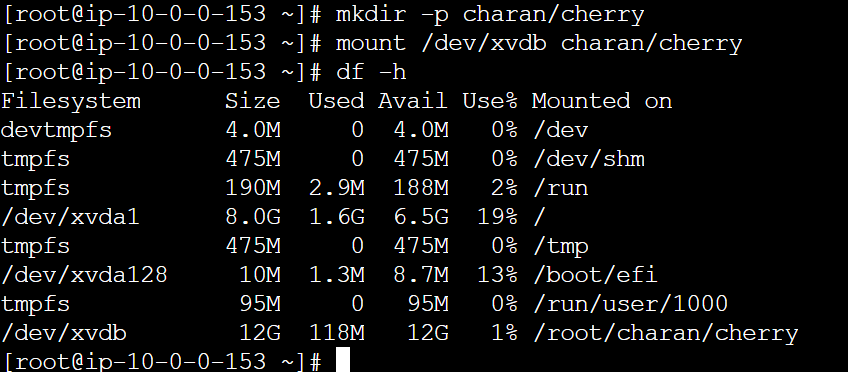 [root@ip-10-0-0-153 ~]# mkdir -p charan/cherry
[root@ip-10-0-0-153 ~]# mount /dev/xvdb charan/cherry
[root@ip-10-0-0-153 ~]# df -h
Filesystem      Size  Used Avail Use% Mounted on
devtmpfs        4.0M     0  4.0M   0% /dev
tmpfs           475M     0  475M   0% /dev/shm
tmpfs           190M  2.9M  188M   2% /run
/dev/xvda1      8.0G  1.6G  6.5G  19% /
tmpfs           475M     0  475M   0% /tmp
/dev/xvda128     10M  1.3M  8.7M  13% /boot/efi
tmpfs            95M     0   95M   0% /run/user/1000
/dev/xvdb        12G  118M   12G   1% /root/charan/cherry
[root@ip-10-0-0-153 ~]#